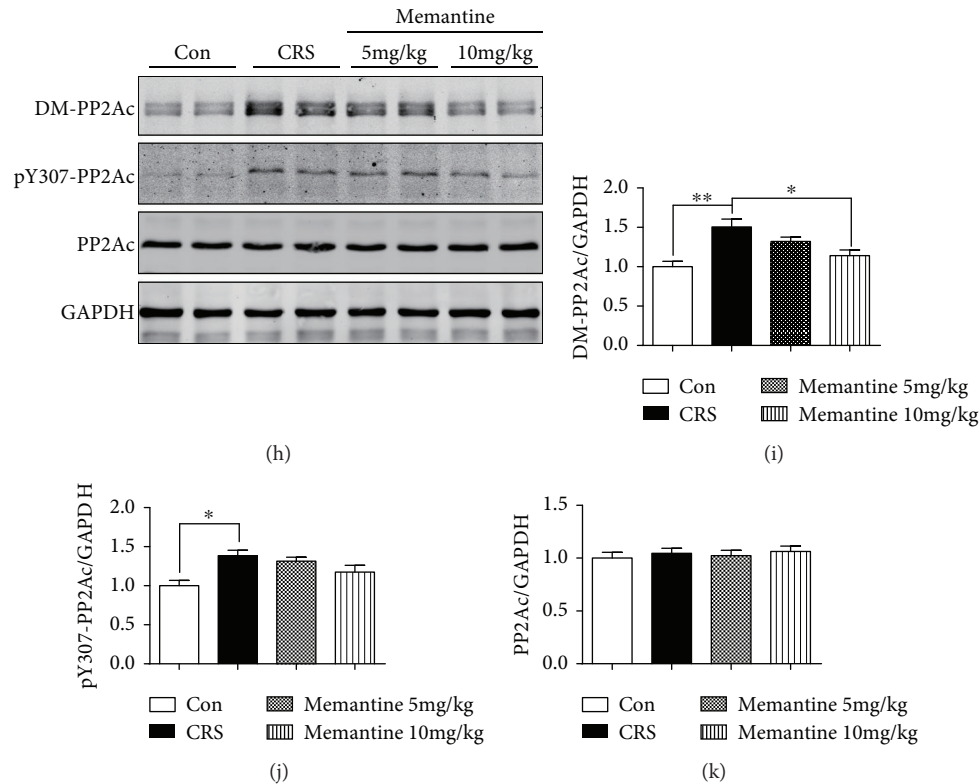 Memantine
Con CRS 5mg/kg 10mg/kg
DM-PP2Ac
pY307-PP2Ac
PP2Ac
GAPDH
(h)
DM-PP2Ac/GAPDH
2.0
1.5
1.0
0.5
0.0
** *
Con Memantine 5mg/kg
CRS Memantine 10mg/kg
(i)
pY307-PP2Ac/GAPDH
2.0
1.5
1.0
0.5
0.0
*
Con Memantine 5mg/kg
CRS Memantine 10mg/kg
(j)
PP2Ac/GAPDH
1.5
1.0
0.5
0.0
Con Memantine 5mg/kg
CRS Memantine 10mg/kg
(k)